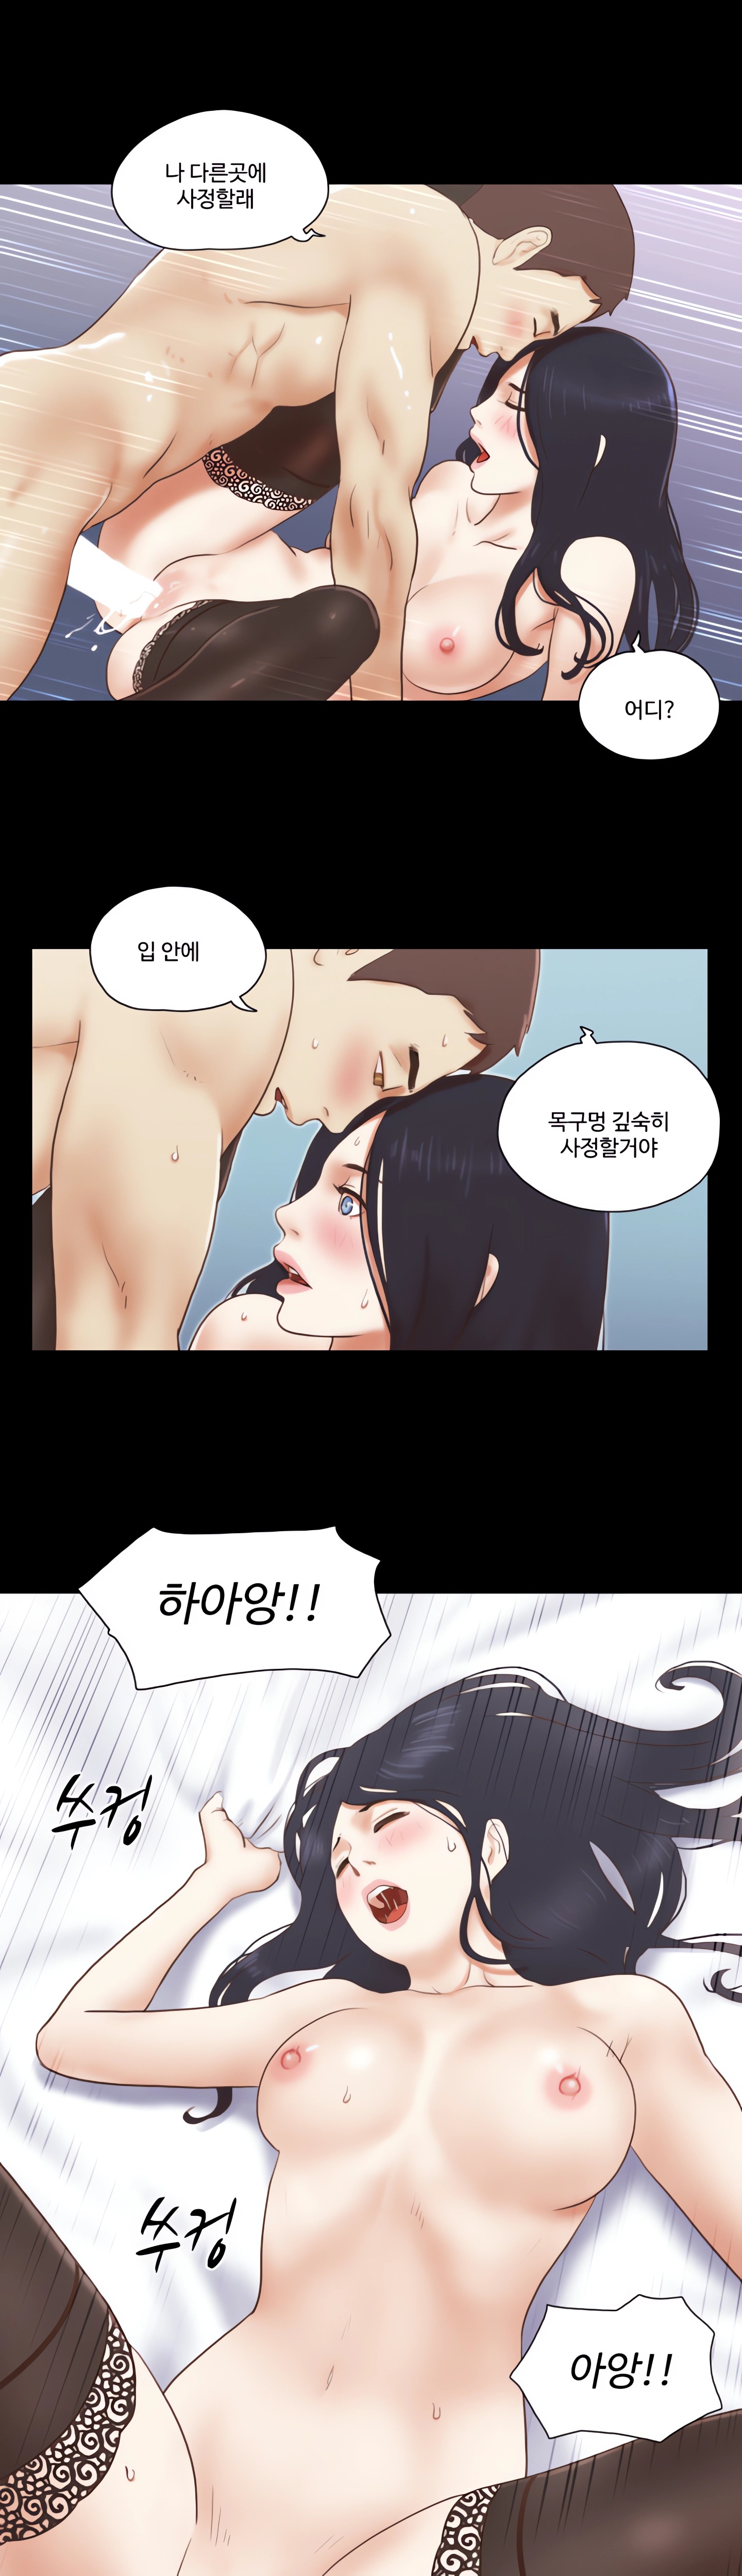 나 다른곳에
사정할래
어디?
입 안에
목구멍 깊숙히
사정할거야
하아앙!!
쑤컹
쑤컹
아앙!!